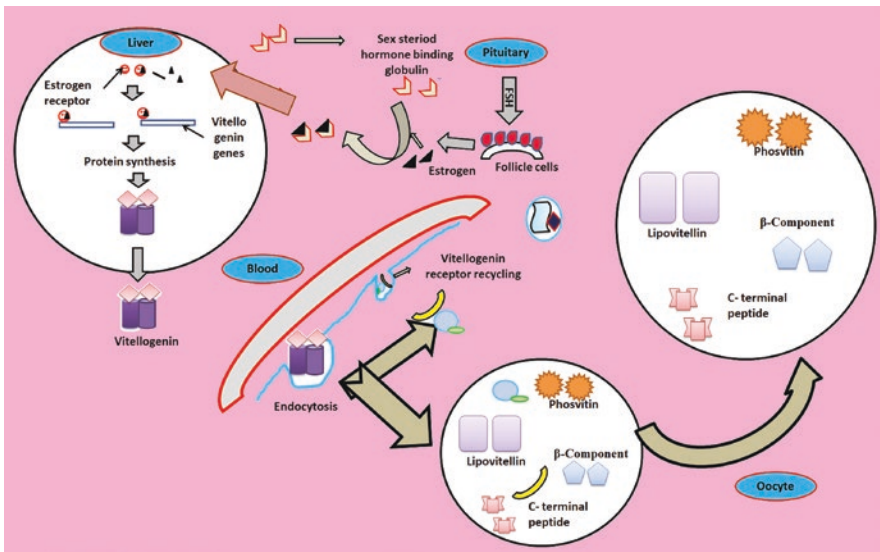 Liver
Estrogen
receptor
Vitello
genin
genes
Protein synthesis
Vitellogenin
Sex steriod
hormone binding
globulin
Pituitary
FSH
Estrogen
Follicle cells
Blood
Vitellogenin
receptor recycling
Endocytosis
Phosvitin
Lipovitellin
β-Component
C- terminal
peptide
Phosvitin
Lipovitellin
β-Component
C- terminal
peptide
Oocyte